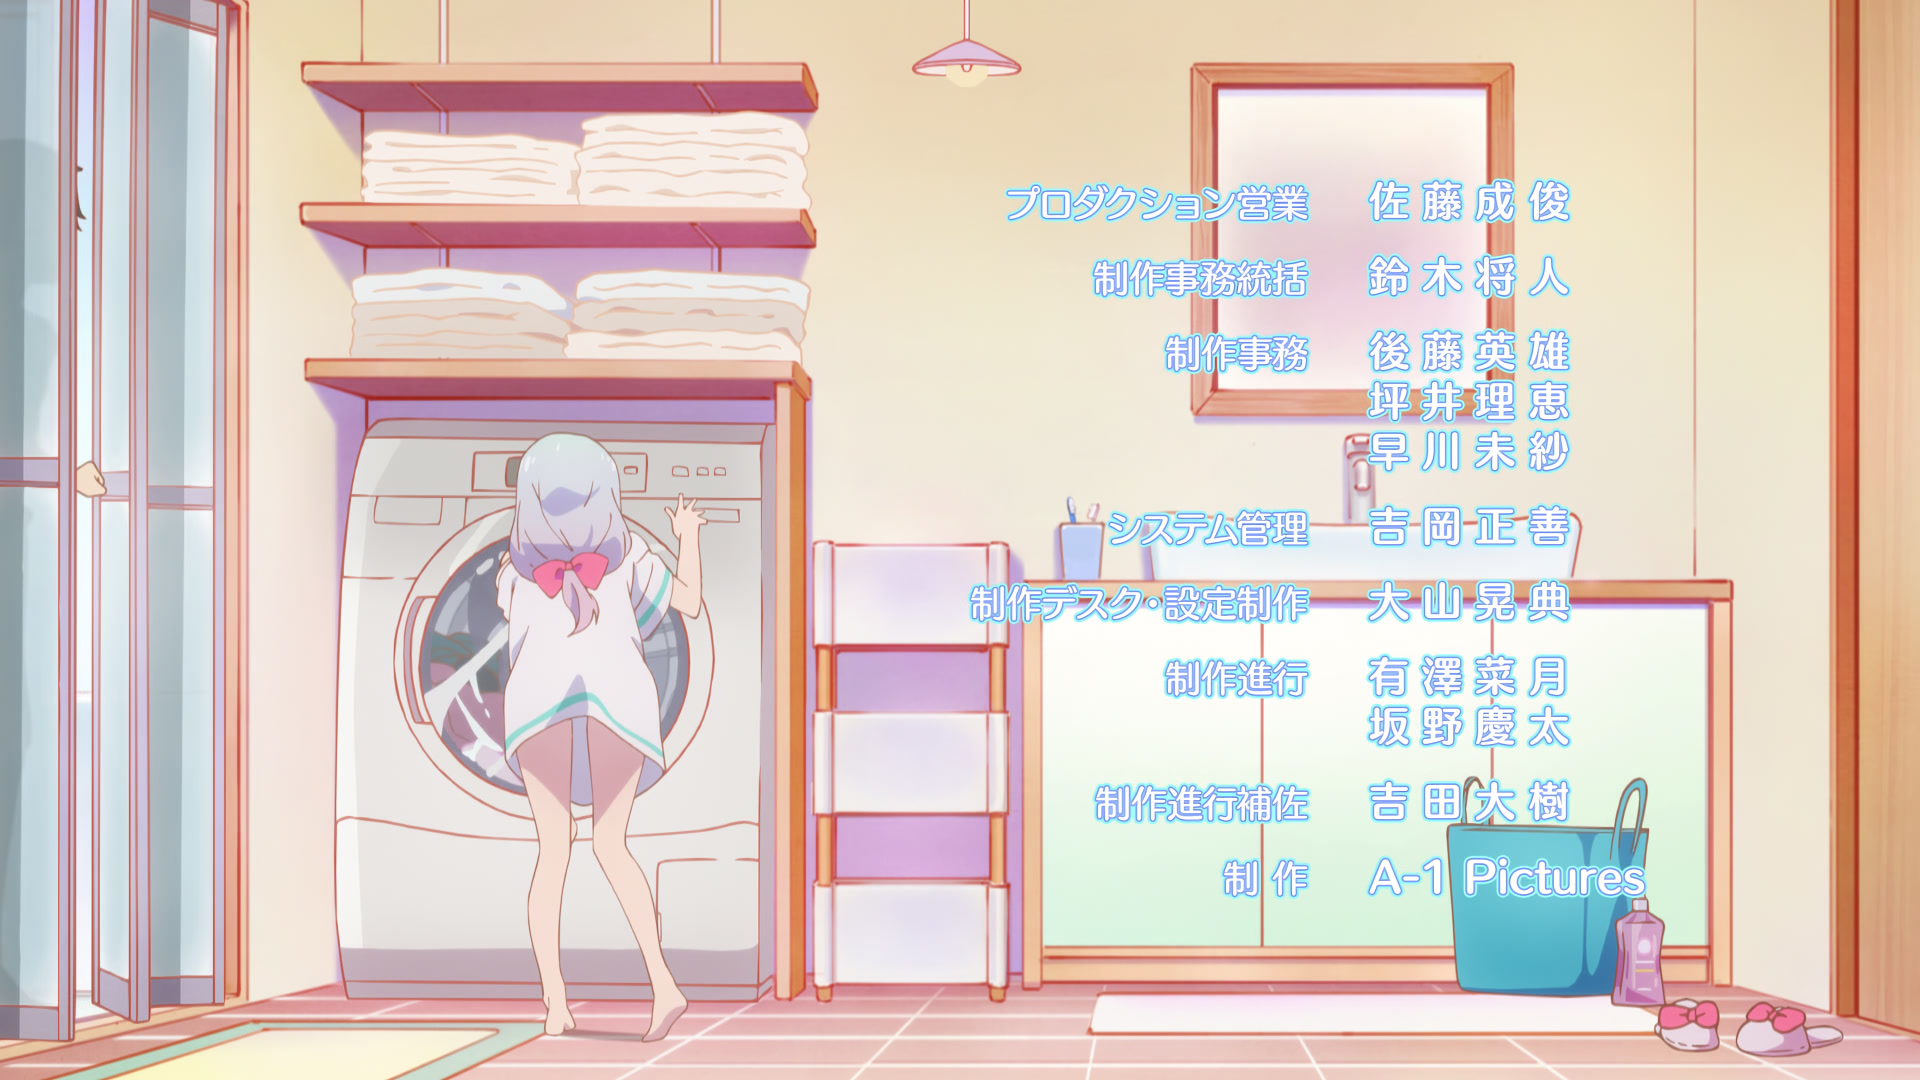 プロダクション営業 佐藤成俊
制作事務統括 鈴木将人
制作事務 後藤英雄
坪井理恵
早川未紗
システム管理 吉岡正善
制作デスク・設定制作 大山晃典
制作進行 有澤菜月
坂野慶太
制作進行補佐 吉田大樹
制作 A-1 Pictures